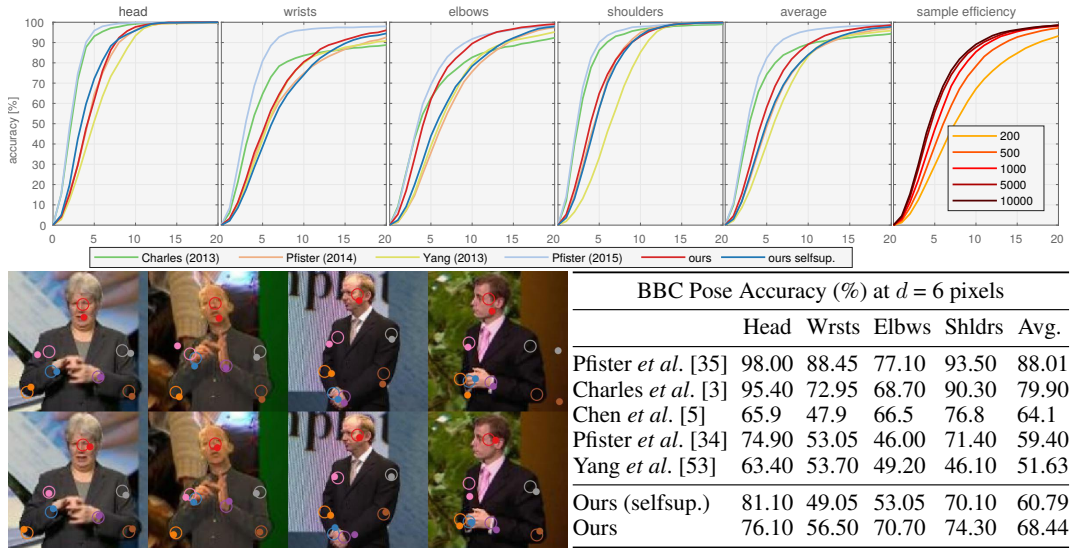 head wrists elbows shoulders average sample efficiency
accuracy [%]
100
90
80
70
60
50
40
30
20
10
0
200
500
1000
5000
10000
0 5 10 15 20 5 10 15 20 5 10 15 20 5 10 15 20 5 10 15 20 5 10 15 20
Charles (2013) Pfister (2014) Yang (2013) Pfister (2015) ours ours selfsup.
BBC Pose Accuracy (%) at d = 6 pixels
Head Wrsts Elbws Shldrs Avg.
Pfister et al. [35] 98.00 88.45 77.10 93.50 88.01
Charles et al. [3] 95.40 72.95 68.70 90.30 79.90
Chen et al. [5] 65.9 47.9 66.5 76.8 64.1
Pfister et al. [34] 74.90 53.05 46.00 71.40 59.40
Yang et al. [53] 63.40 53.70 49.20 46.10 51.63
Ours (selfsup.) 81.10 49.05 53.05 70.10 60.79
Ours 76.10 56.50 70.70 74.30 68.44